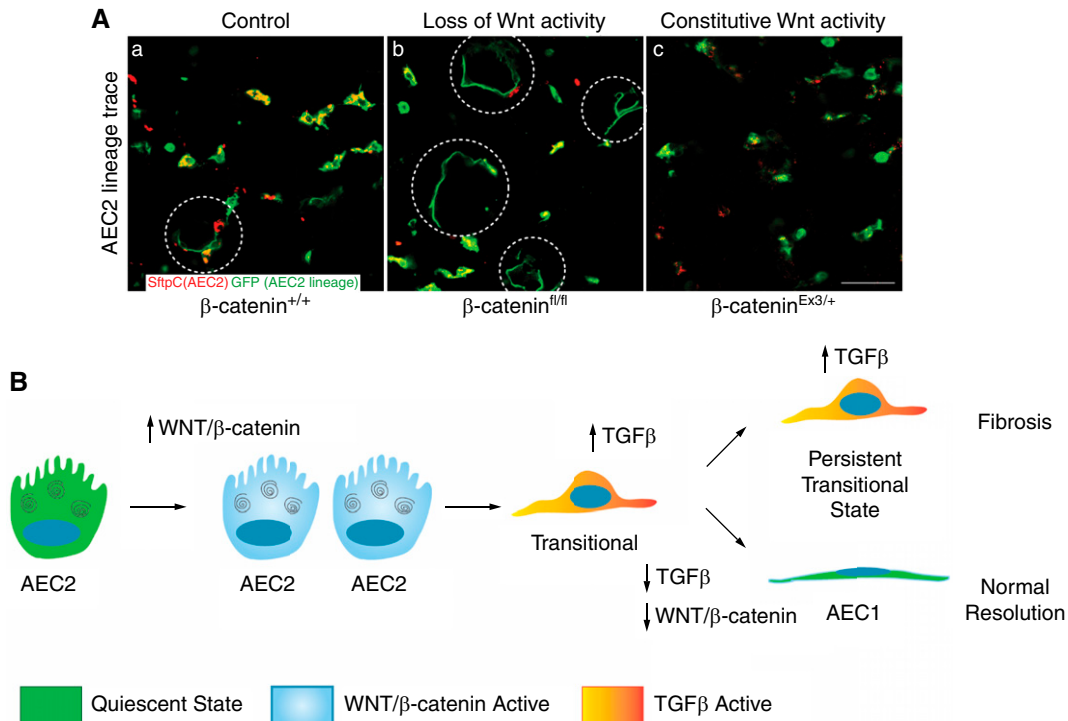 A
Control
Loss of Wnt activity
Constitutive Wnt activity
AEC2 lineage trace
a
b
c
SftpC(AEC2) GFP (AEC2 lineage)
β-catenin+/+
β-cateninfl/fl
β-cateninEx3/+
B
↑ WNT/β-catenin
AEC2
AEC2
AEC2
↑ TGFβ
Transitional
↑ TGFβ
Persistent
Transitional
State
Fibrosis
↓ TGFβ
↓ WNT/β-catenin
AEC1
Normal
Resolution
Quiescent State
WNT/β-catenin Active
TGFβ Active